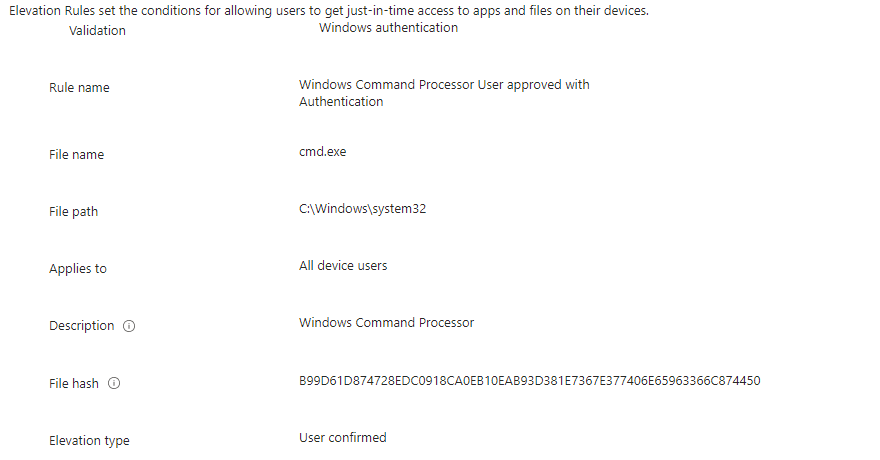 Elevation Rules set the conditions for allowing users to get just-in-time access to apps and files on their devices.
Validation Windows authentication
Rule name Windows Command Processor User approved with
Authentication
File name cmd.exe
File path C:\Windows\system32
Applies to All device users
Description Windows Command Processor
File hash B99D61D874728EDC0918CA0EB10EAB93D381E7367E377406E65963366C874450
Elevation type User confirmed